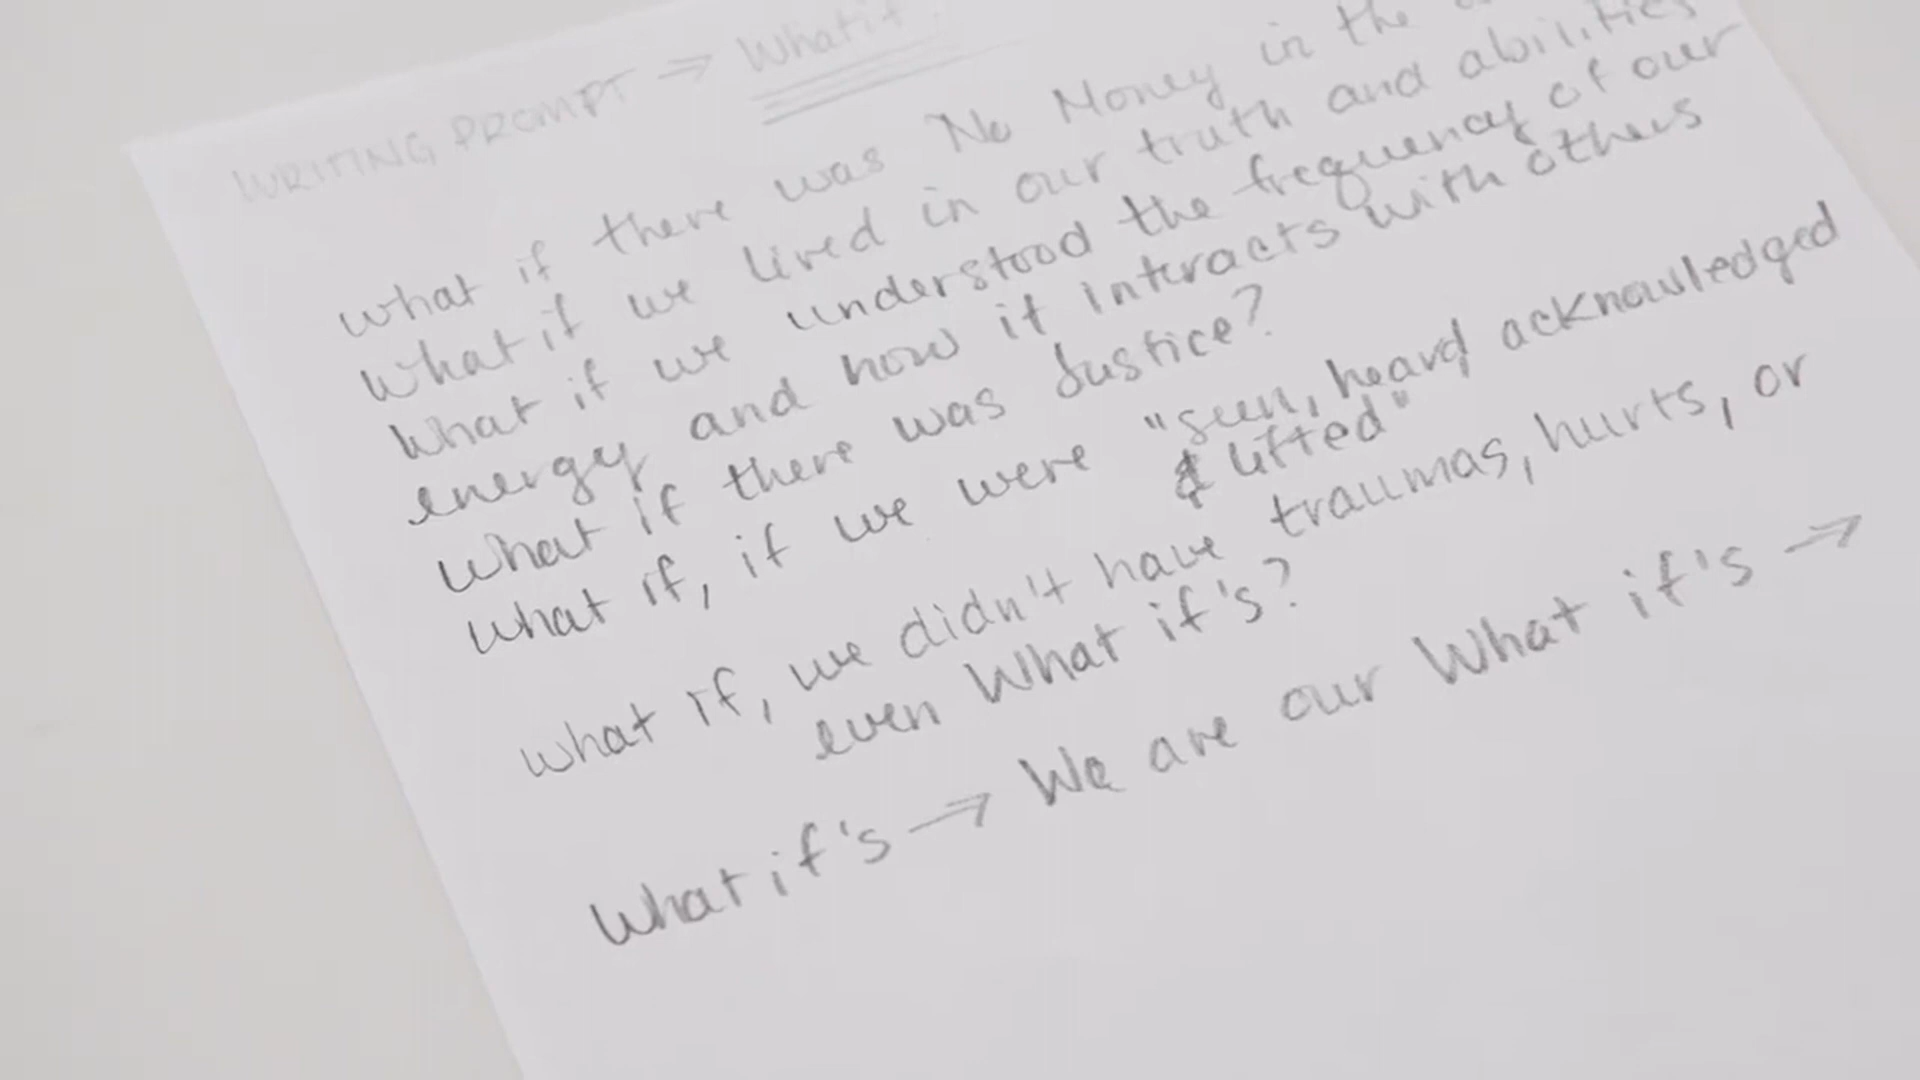 WRITING PROMPT → What if
What if there was No Money in the
What if we lived in our truth and abilities
What if we understood the frequency of our
energy and how it interacts with others
What if there was Justice?
What if, if we were "seen, heard, acknowledged
& lifted"
What if, we didn't have traumas, hurts, or
even What if's?
What if's → We are our What if's →